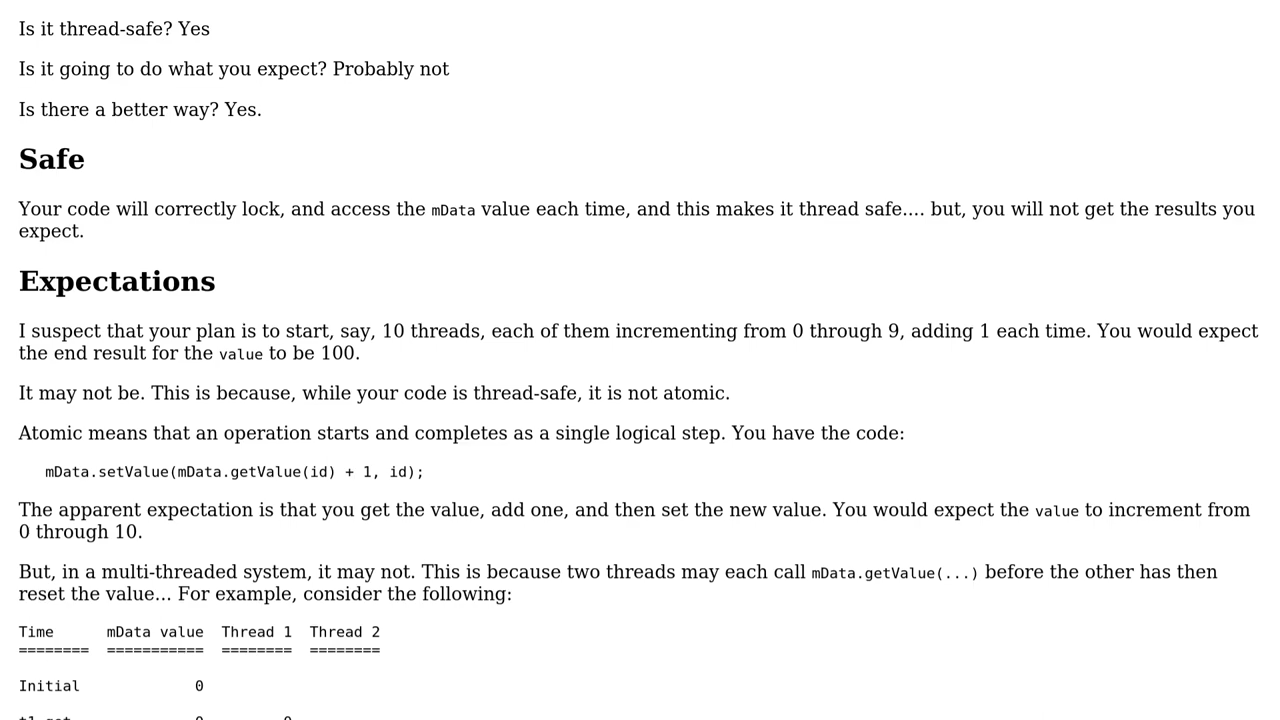 Is it thread-safe? Yes
Is it going to do what you expect? Probably not
Is there a better way? Yes.
Safe
Your code will correctly lock, and access the mData value each time, and this makes it thread safe.... but, you will not get the results you
expect.
Expectations
I suspect that your plan is to start, say, 10 threads, each of them incrementing from 0 through 9, adding 1 each time. You would expect
the end result for the value to be 100.
It may not be. This is because, while your code is thread-safe, it is not atomic.
Atomic means that an operation starts and completes as a single logical step. You have the code:
mData.setValue(mData.getValue(id) + 1, id);
The apparent expectation is that you get the value, add one, and then set the new value. You would expect the value to increment from
0 through 10.
But, in a multi-threaded system, it may not. This is because two threads may each call mData.getValue(...) before the other has then
reset the value... For example, consider the following:
Time      mData value  Thread 1  Thread 2
========  ===========  ========  ========
Initial             0
t1 get              0         0